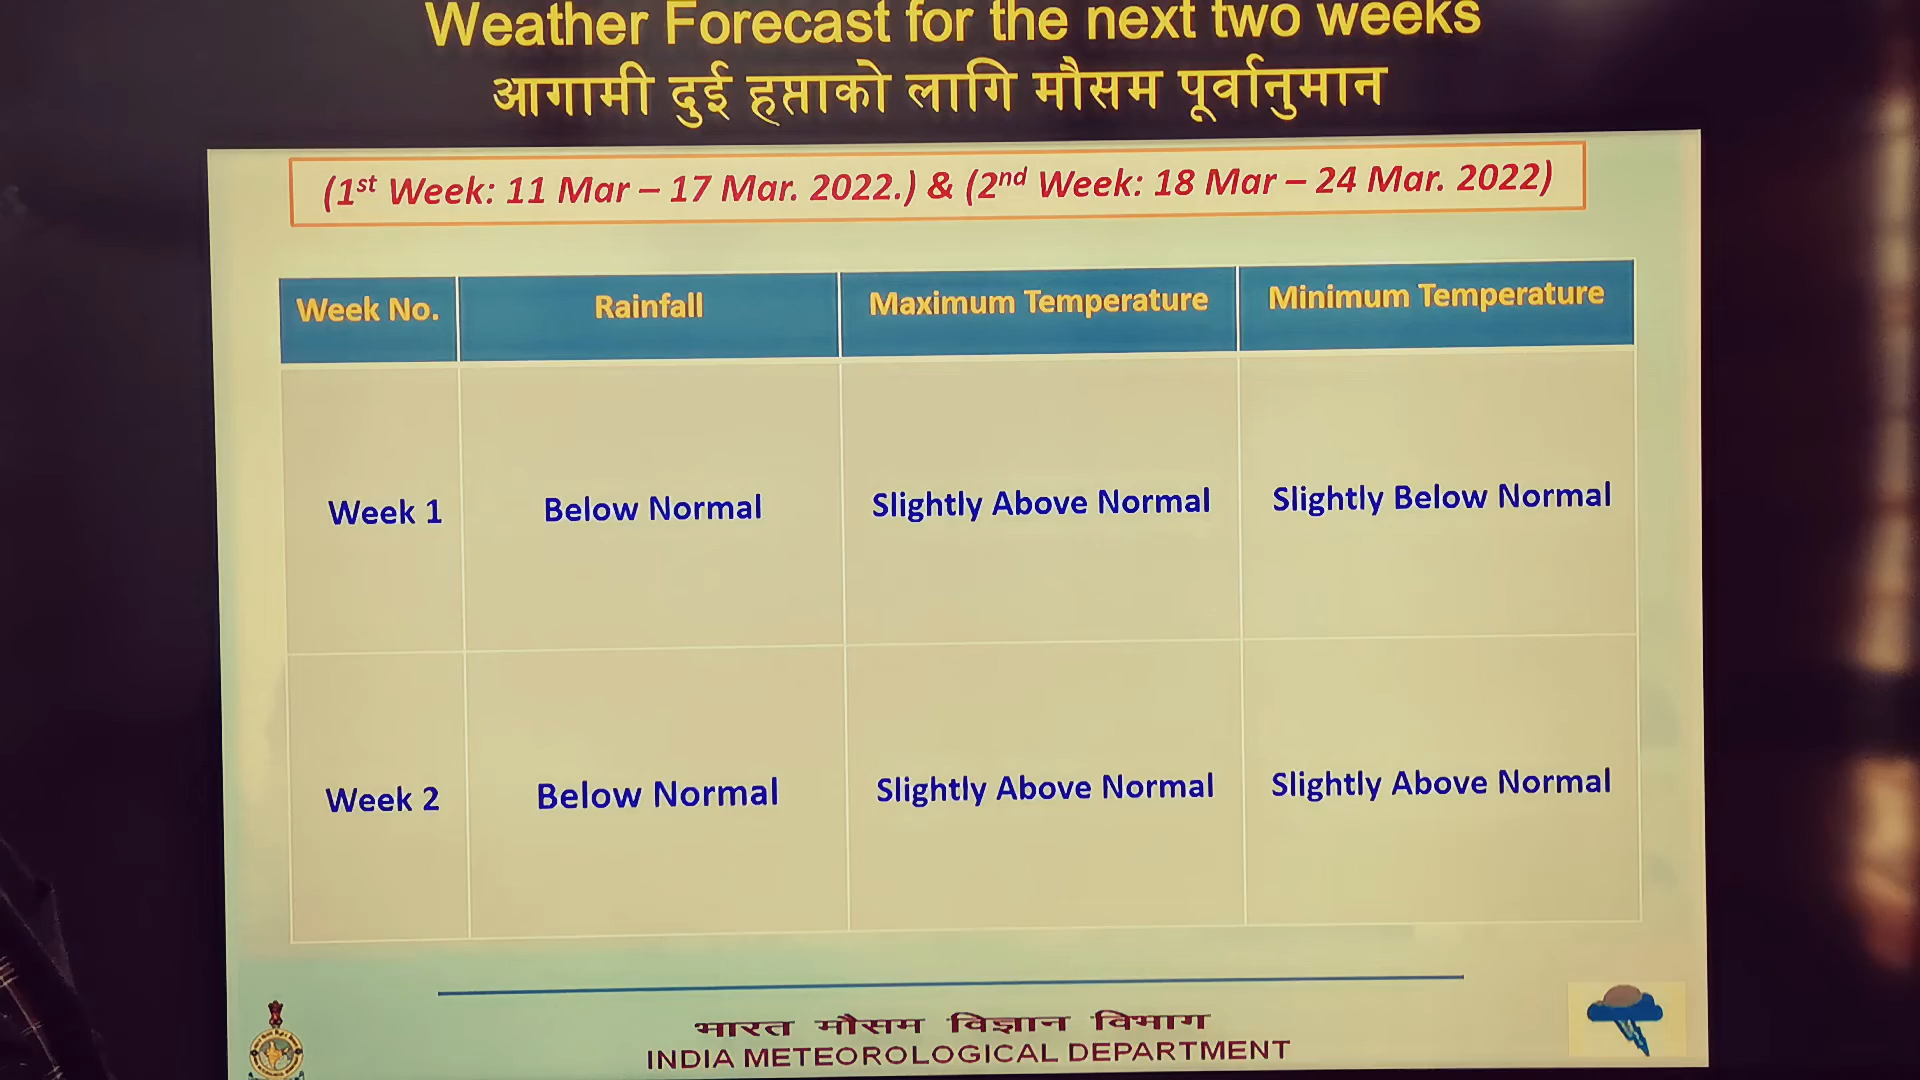 Weather Forecast for the next two weeks
आगामी दुई हप्ताको लागि मौसम पूर्वानुमान
(1st Week: 11 Mar – 17 Mar. 2022.) & (2nd Week: 18 Mar – 24 Mar. 2022)
Week No. Rainfall Maximum Temperature Minimum Temperature
Week 1 Below Normal Slightly Above Normal Slightly Below Normal
Week 2 Below Normal Slightly Above Normal Slightly Above Normal
भारत मौसम विज्ञान विभाग
INDIA METEOROLOGICAL DEPARTMENT